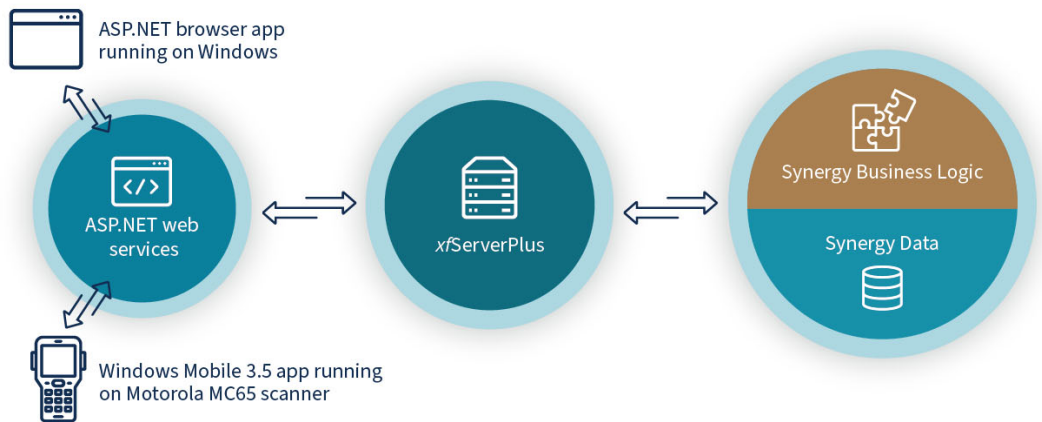 ASP.NET browser app
running on Windows
</>
ASP.NET web
services
Windows Mobile 3.5 app running
on Motorola MC65 scanner
xfServerPlus
Synergy Business Logic
Synergy Data